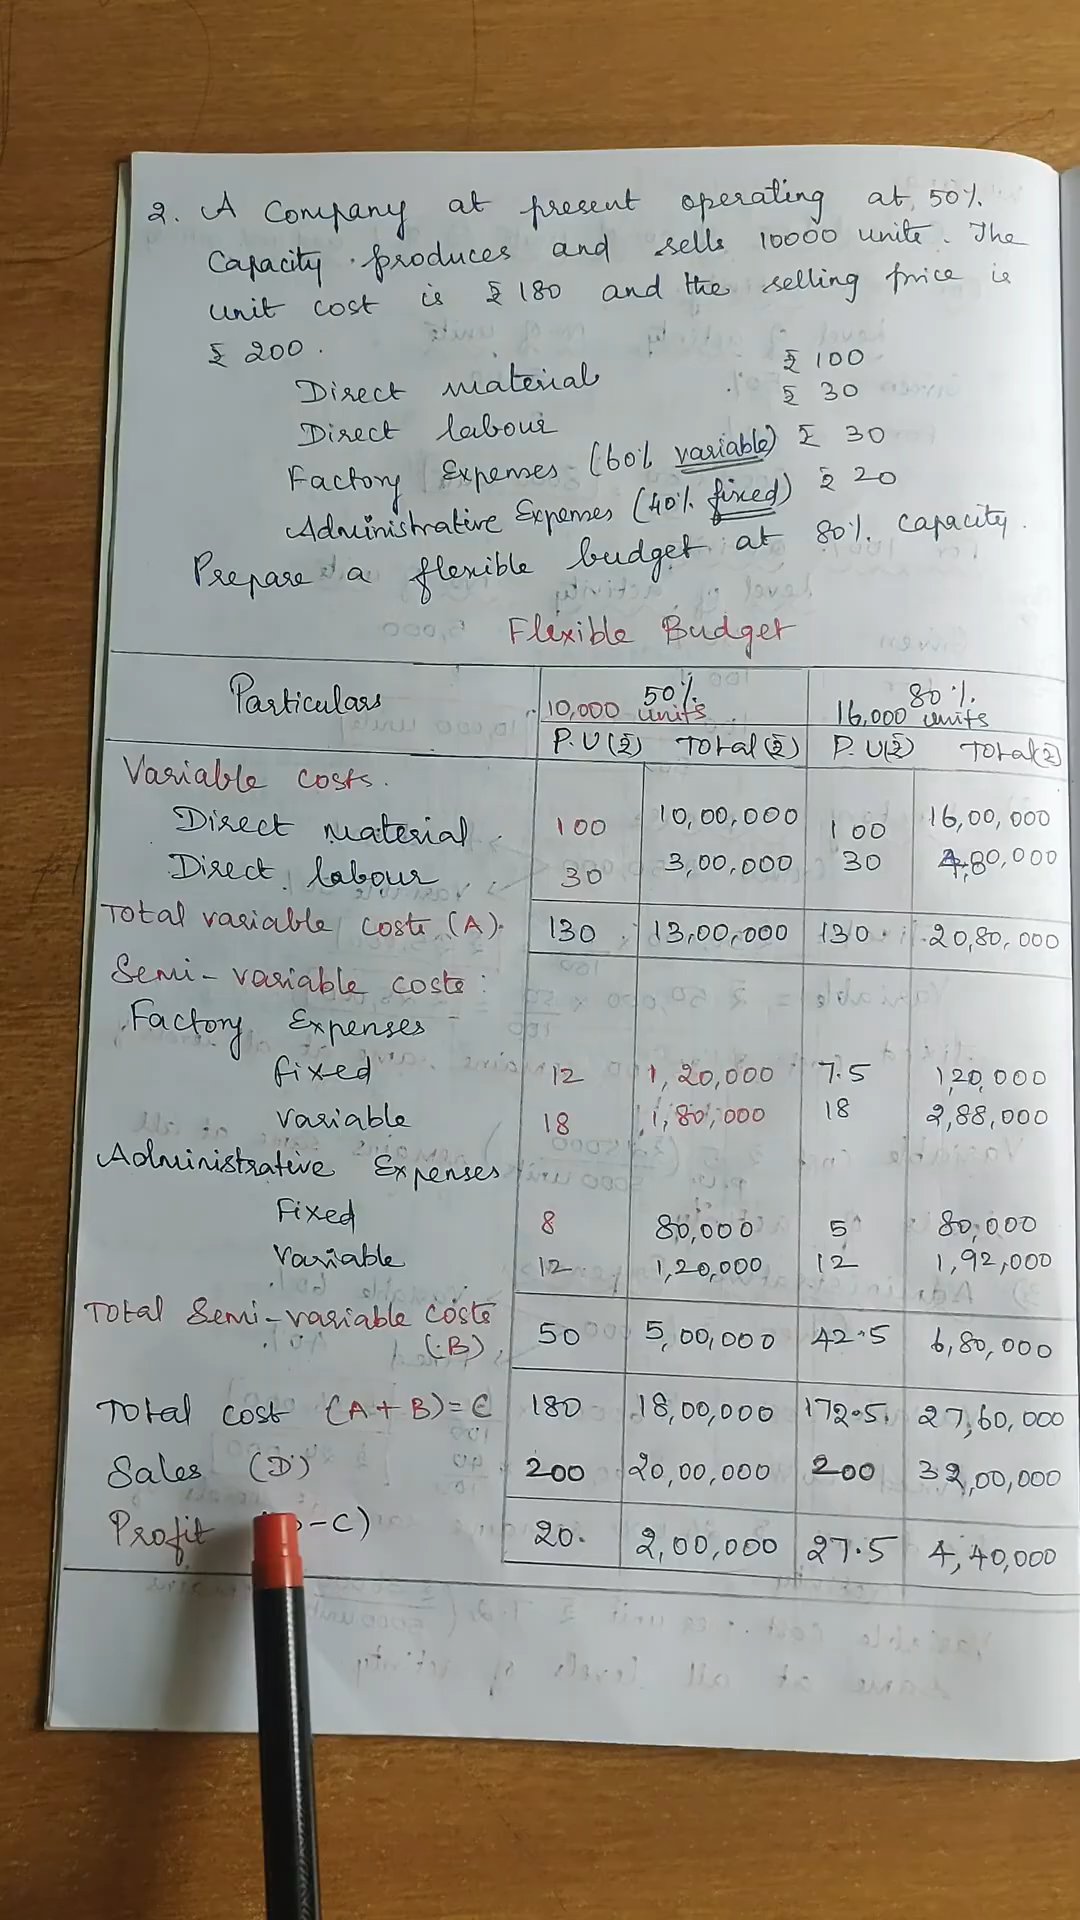 2. A Company at present operating at 50%.
Capacity produces and sells 10000 units. The
unit cost is ₹ 180 and the selling price is
₹ 200.
Direct material ₹ 100
Direct labour ₹ 30
Factory Expenses (60% variable) ₹ 30
Administrative Expenses (40% fixed) ₹ 20
Prepare a flexible budget at 80% capacity.
Flexible Budget
Particulars 50% 80%
10,000 units 16,000 units
P.U(₹) Total(₹) P.U(₹) Total(₹)
Variable costs.
Direct material 100 10,00,000 100 16,00,000
Direct labour 30 3,00,000 30 4,80,000
Total variable costs (A). 130 13,00,000 130 20,80,000
Semi-variable costs:
Factory Expenses
fixed 12 1,20,000 7.5 1,20,000
variable 18 1,80,000 18 2,88,000
Administrative Expenses
Fixed 8 80,000 5 80,000
Variable 12 1,20,000 12 1,92,000
Total Semi-variable costs
(B) 50 5,00,000 42.5 6,80,000
Total cost (A+B)=C 180 18,00,000 172.5 27,60,000
Sales (D) 200 20,00,000 200 32,00,000
Profit -C) 20. 2,00,000 27.5 4,40,000